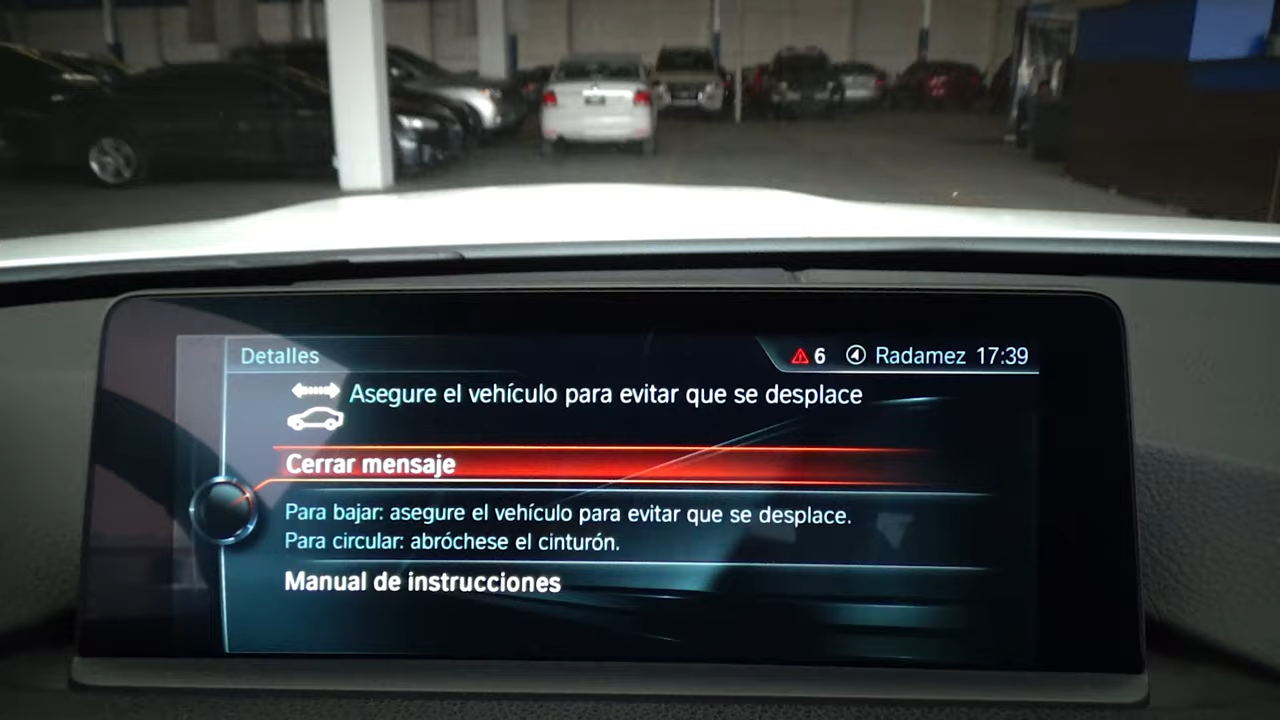 Detalles
6 Radamez 17:39
Asegure el vehículo para evitar que se desplace
Cerrar mensaje
Para bajar: asegure el vehículo para evitar que se desplace.
Para circular: abróchese el cinturón.
Manual de instrucciones